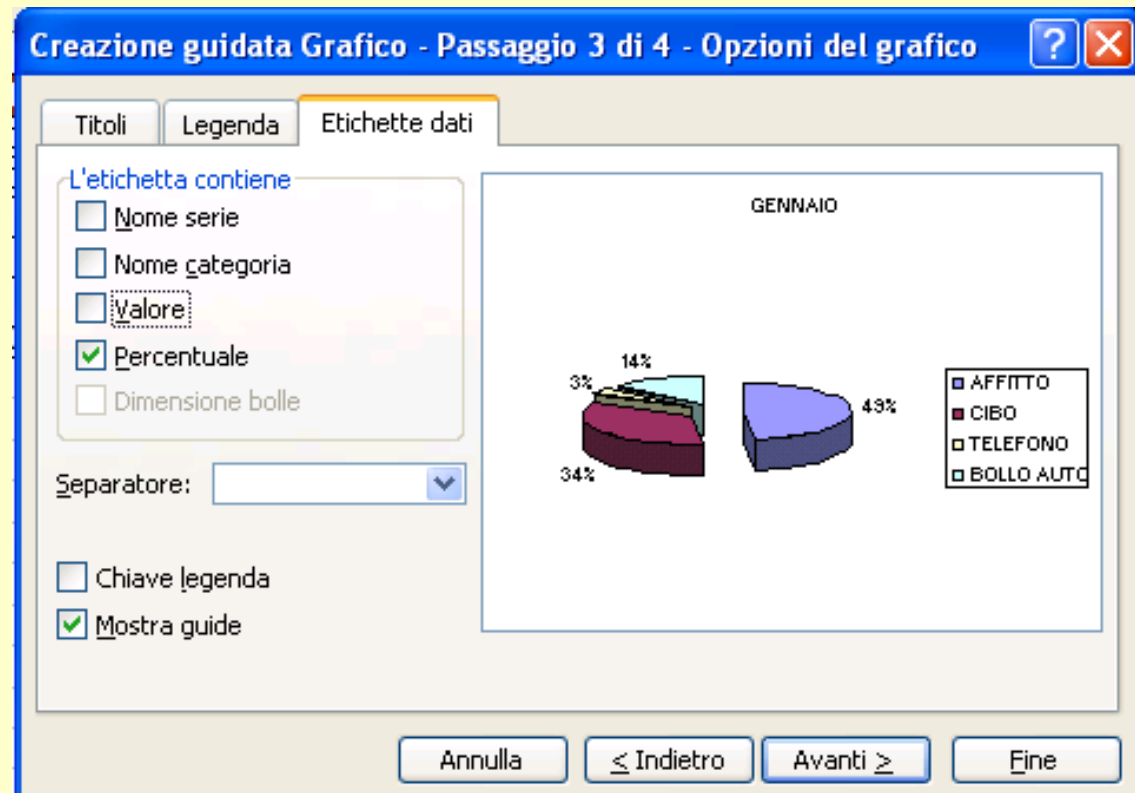 Creazione guidata Grafico - Passaggio 3 di 4 - Opzioni del grafico
Titoli
Legenda
Etichette dati
L'etichetta contiene
Nome serie
Nome categoria
Valore
Percentuale
Dimensione bolle
Separatore:
Chiave legenda
Mostra guide
GENNAIO
14%
3%
49%
34%
AFFITTO
CIBO
TELEFONO
BOLLO AUTO
Annulla
< Indietro
Avanti >
Fine